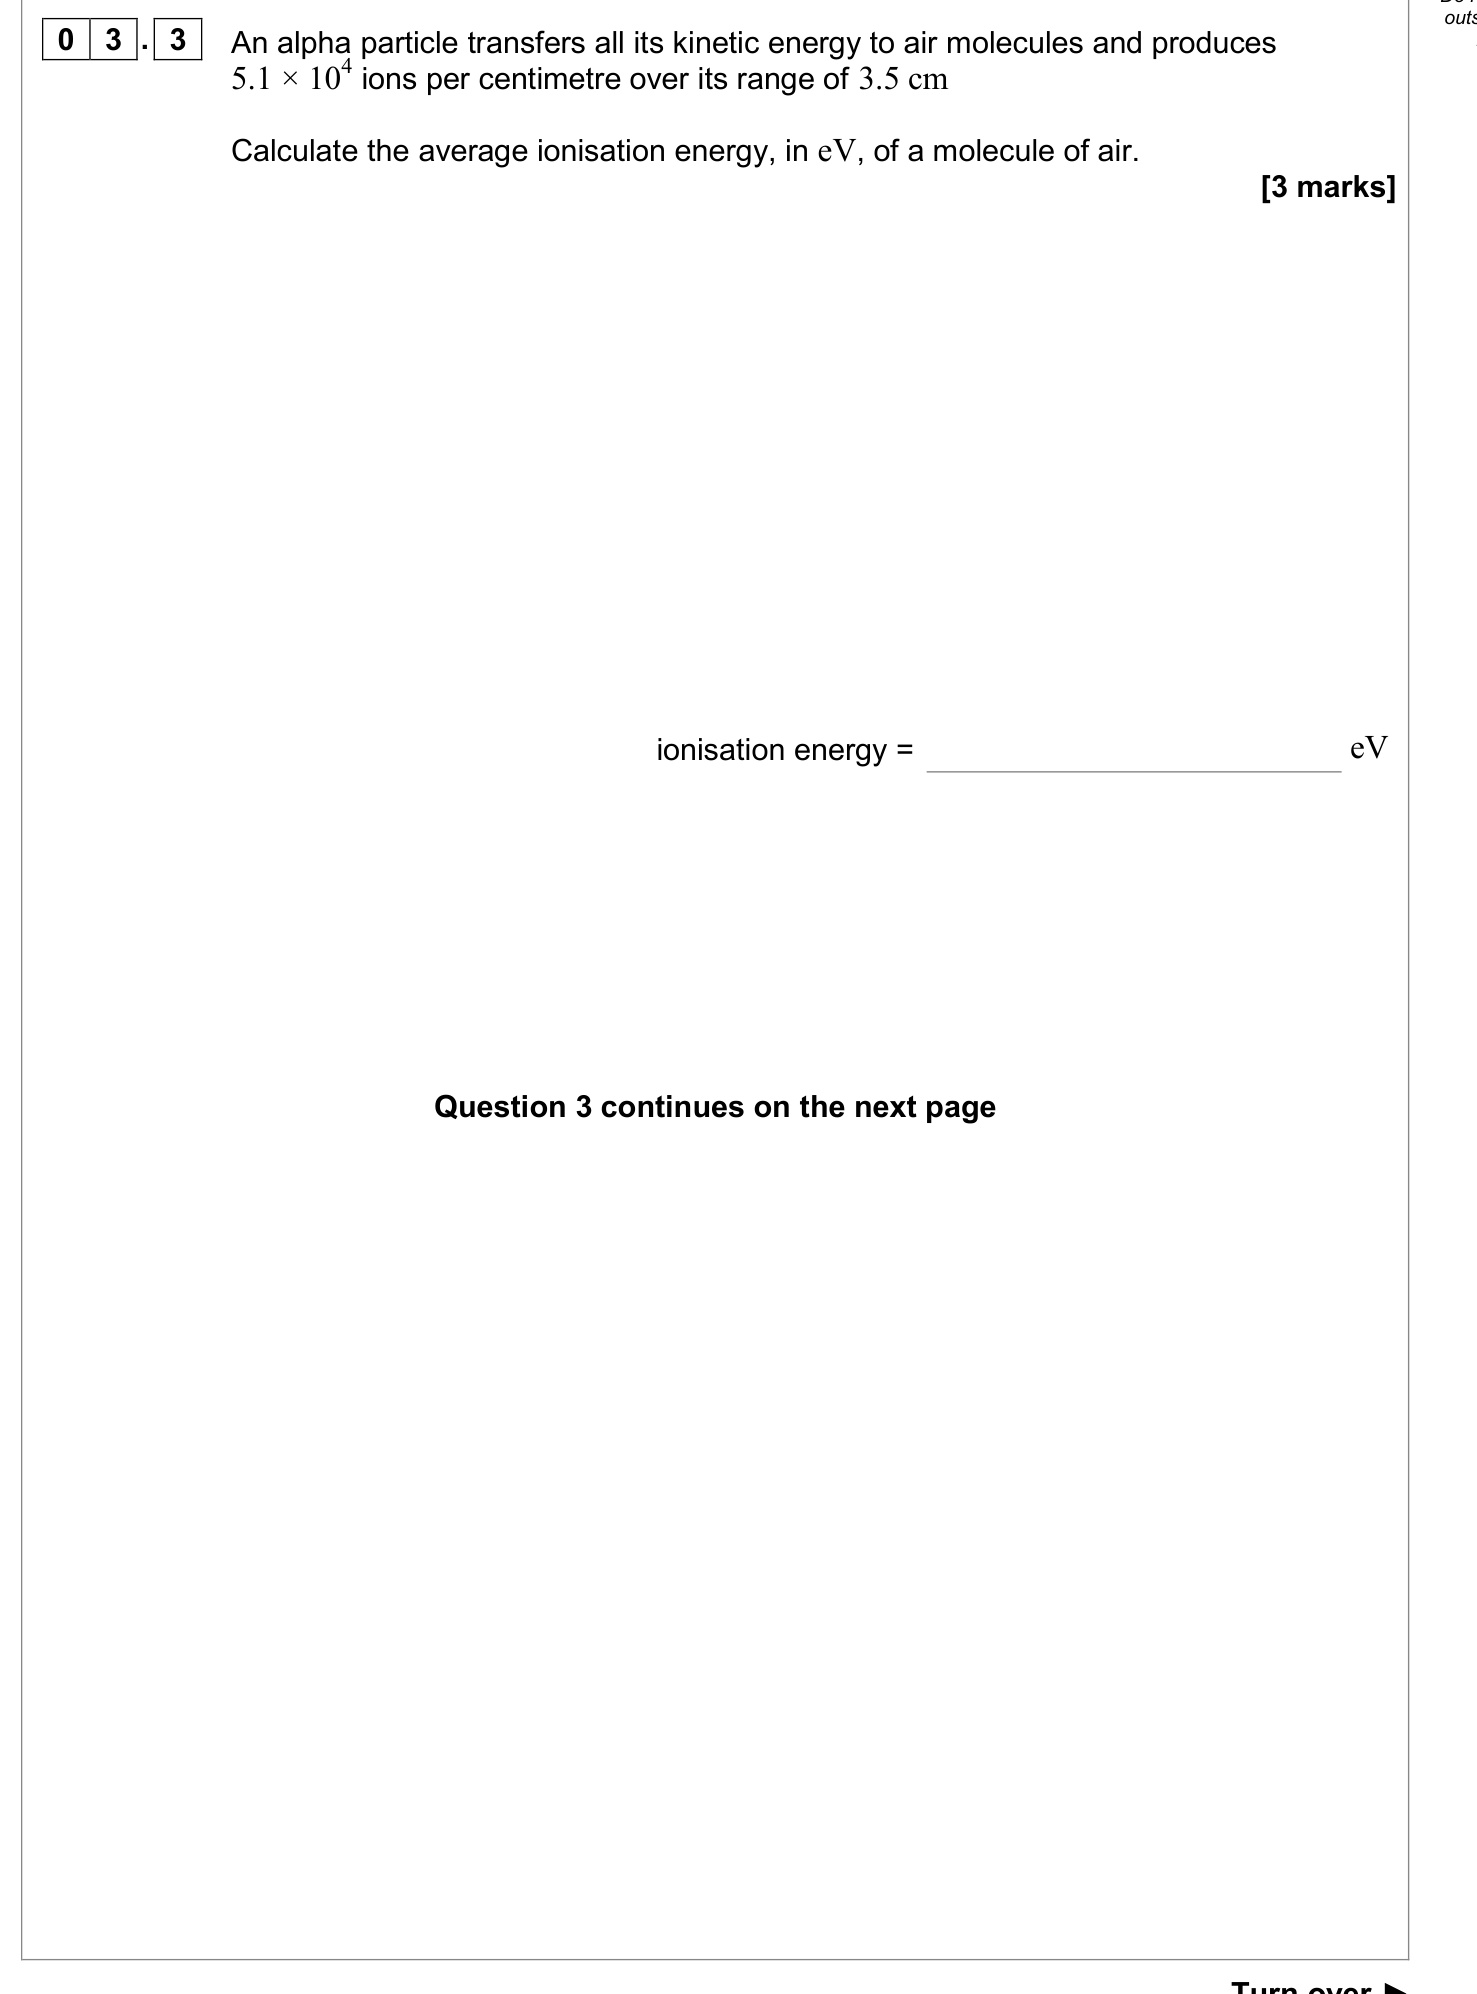 outs
0 3 . 3 An alpha particle transfers all its kinetic energy to air molecules and produces
5.1 × 10⁴ ions per centimetre over its range of 3.5 cm
Calculate the average ionisation energy, in eV, of a molecule of air.
[3 marks]
ionisation energy = eV
Question 3 continues on the next page
Turn over ►